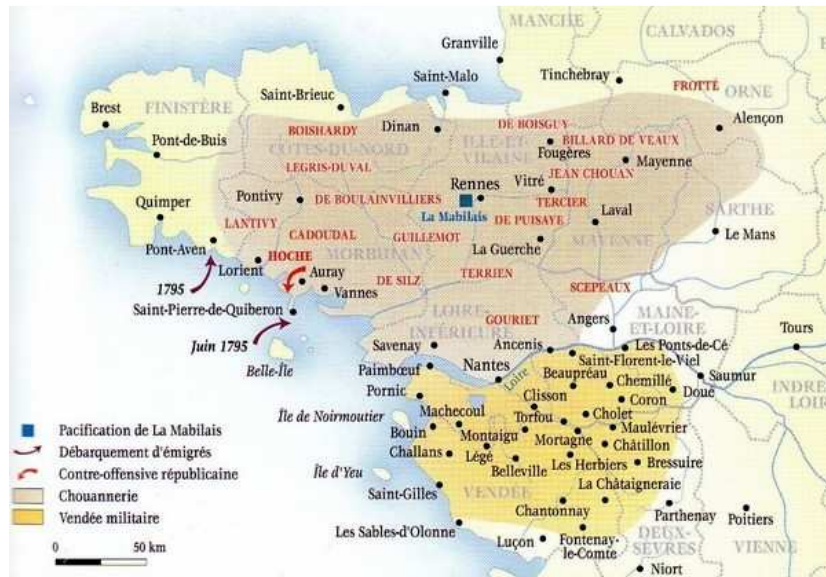 MANCHE
CALVADOS
Granville
Tinchebray
FROTTÉ
ORNE
Saint-Malo
Alençon
Brest
FINISTÈRE
Saint-Brieuc
BOISHARDY
Dinan
DE BOISGUY
CÔTES-DU-NORD
ILLE-ET-
VILAINE
BILLARD DE VEAUX
Fougères
Mayenne
Pont-de-Buis
LEGRIS-DUVAL
JEAN CHOUAN
Vitré
Rennes
Pontivy
DE BOULAINVILLIERS
TERCIER
La Mabilais
Quimper
LANTIVY
DE PUISAYE
Laval
SARTHE
CADOUDAL
GUILLEMOT
La Guerche
MAYENNE
Le Mans
Pont-Aven
HOCHE
MORBIHAN
Lorient
Auray
1795
Vannes
DE SILZ
TERRIEN
SCEPEAUX
Saint-Pierre-de-Quiberon
LOIRE-
INFÉRIEURE
GOURIET
Angers
MAINE-
ET-LOIRE
Juin 1795
Savenay
Ancenis
Les Ponts-de-Cé
Tours
Belle-Île
Saint-Florent-le-Viel
Paimbœuf
Nantes
Loire
Beaupréau
Chemillé
Saumur
Pornic
Doué
INDRE
LOIRE
Clisson
Coron
Île de Noirmoutier
Machecoul
Torfou
Cholet
Bouin
Montaigu
Mortagne
Maulévrier
Challans
Légé
Châtillon
Belleville
Les Herbiers
Bressuire
Île d'Yeu
La Châtaigneraie
Saint-Gilles
VENDÉE
Chantonnay
Parthenay
Poitiers
Les Sables-d'Olonne
Luçon
Fontenay-
le-Comte
DEUX-
SÈVRES
VIENNE
Niort
Pacification de La Mabilais
Débarquement d'émigrés
Contre-offensive républicaine
Chouannerie
Vendée militaire
0
50 km